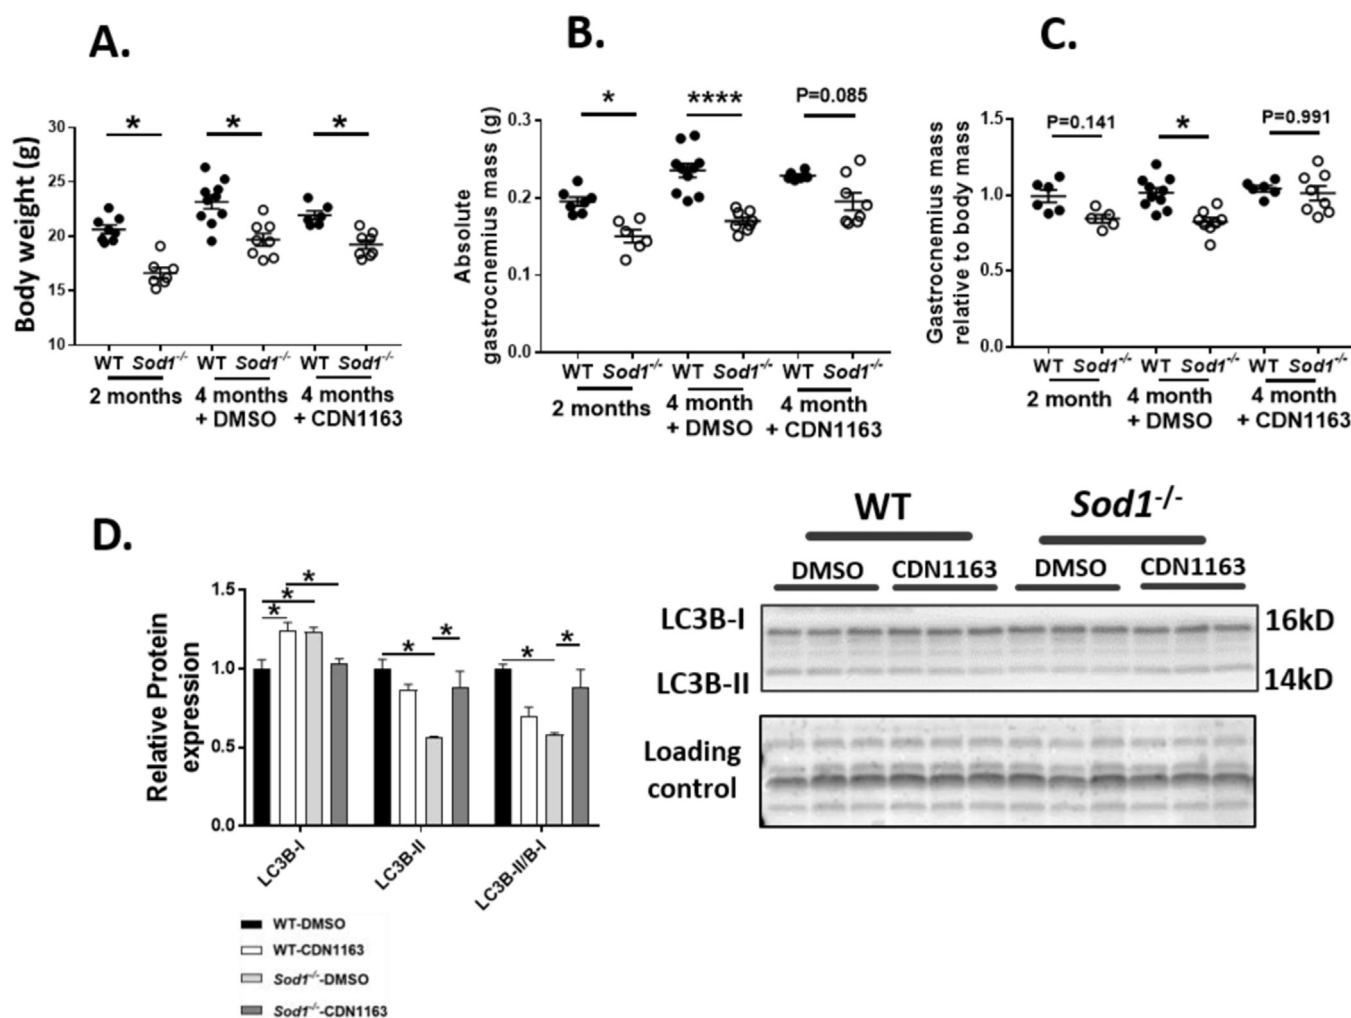 A.
Body weight (g)
30
25
20
15
10
*
*
*
WT Sod1-/- WT Sod1-/- WT Sod1-/-
2 months
4 months
+ DMSO
4 months
+ CDN1163
B.
Absolute
gastrocnemius mass (g)
0.3
0.2
0.1
0.0
*
****
P=0.085
WT Sod1-/- WT Sod1-/- WT Sod1-/-
2 months
4 month
+ DMSO
4 month
+ CDN1163
C.
Gastrocnemius mass
relative to body mass
1.5
1.0
0.5
0.0
P=0.141
*
P=0.991
WT Sod1-/- WT Sod1-/- WT Sod1-/-
2 month
4 month
+ DMSO
4 month
+ CDN1163
D.
Relative Protein
expression
1.5
1.0
0.5
0.0
*
*
*
*
*
*
*
LC3B-I
LC3B-II
LC3B-II/B-I
WT-DMSO
WT-CDN1163
Sod1-/--DMSO
Sod1-/--CDN1163
WT
Sod1-/-
DMSO
CDN1163
DMSO
CDN1163
LC3B-I
16kD
LC3B-II
14kD
Loading
control